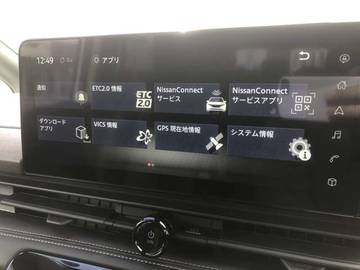 12:49 アプリ
通知
ETC2.0 情報
ETC
2.0
NissanConnect
サービス
NissanConnect
サービスアプリ
ダウンロード
アプリ
VICS 情報
GPS 現在地情報
システム情報